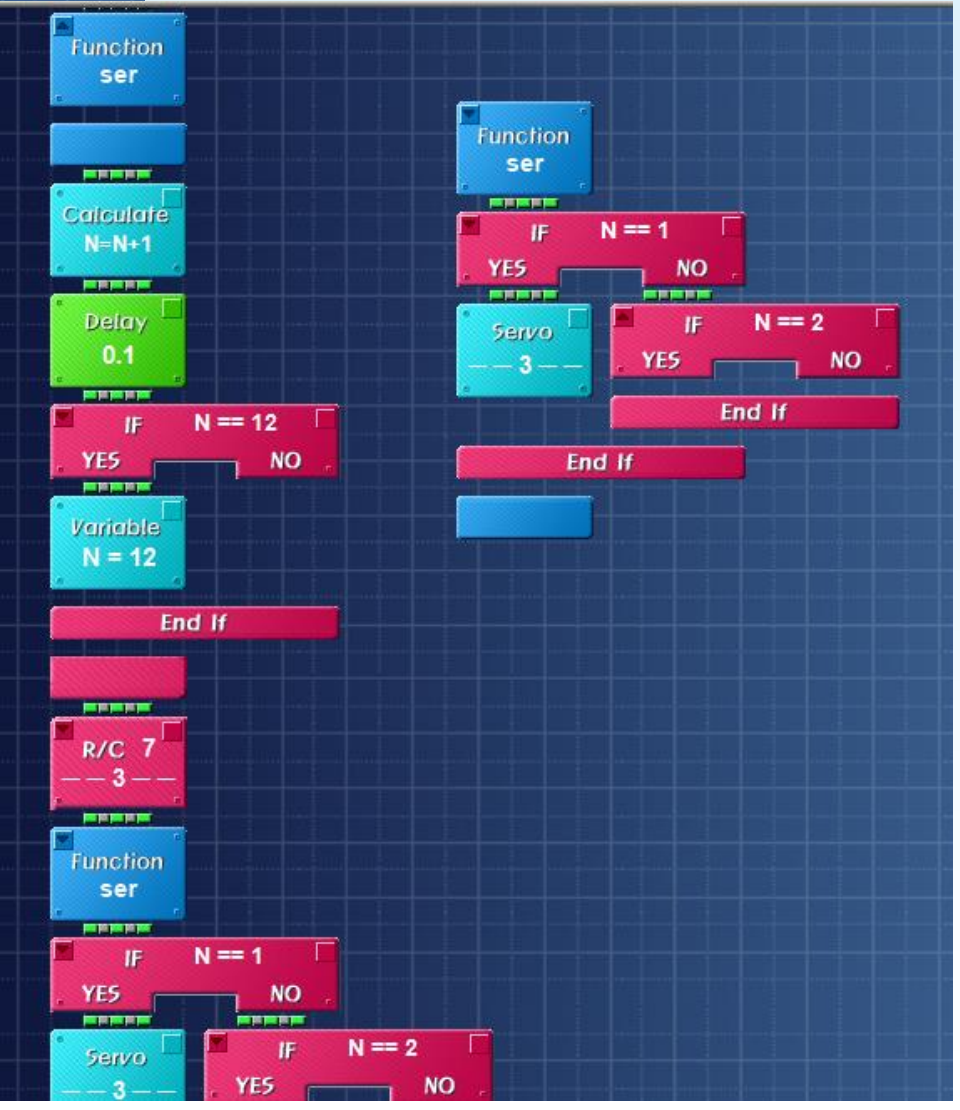 Function
ser
Calculate
N=N+1
Delay
0.1
IF N == 12
YES NO
Variable
N = 12
End If
R/C 7
— — 3 — —
Function
ser
IF N == 1
YES NO
Servo
— — 3 — —
IF N == 2
YES NO
Function
ser
IF N == 1
YES NO
Servo
— — 3 — —
IF N == 2
YES NO
End If
End If